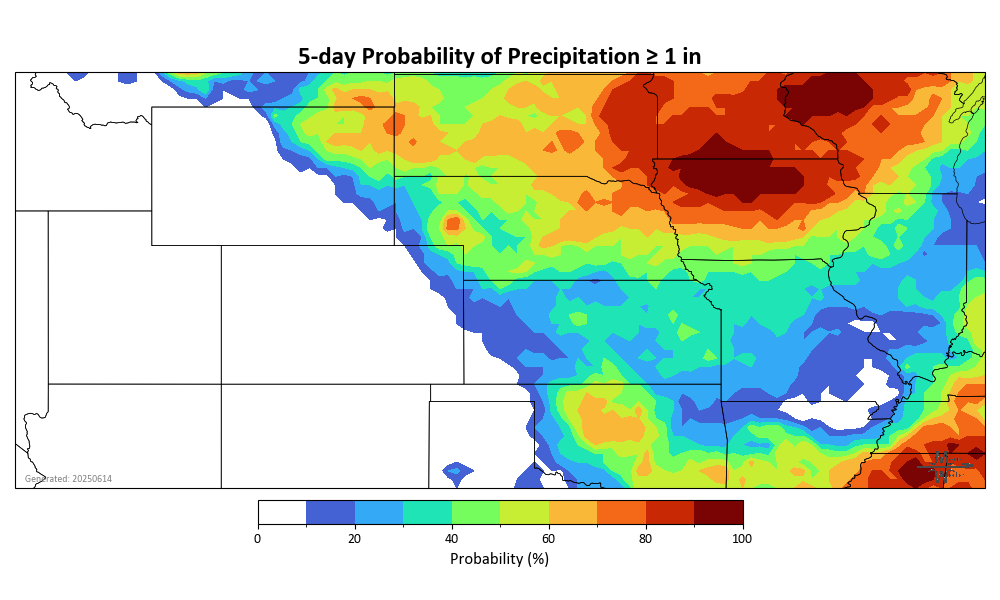 5-day Probability of Precipitation ≥ 1 in
Generated: 20250614
0 20 40 60 80 100
Probability (%)